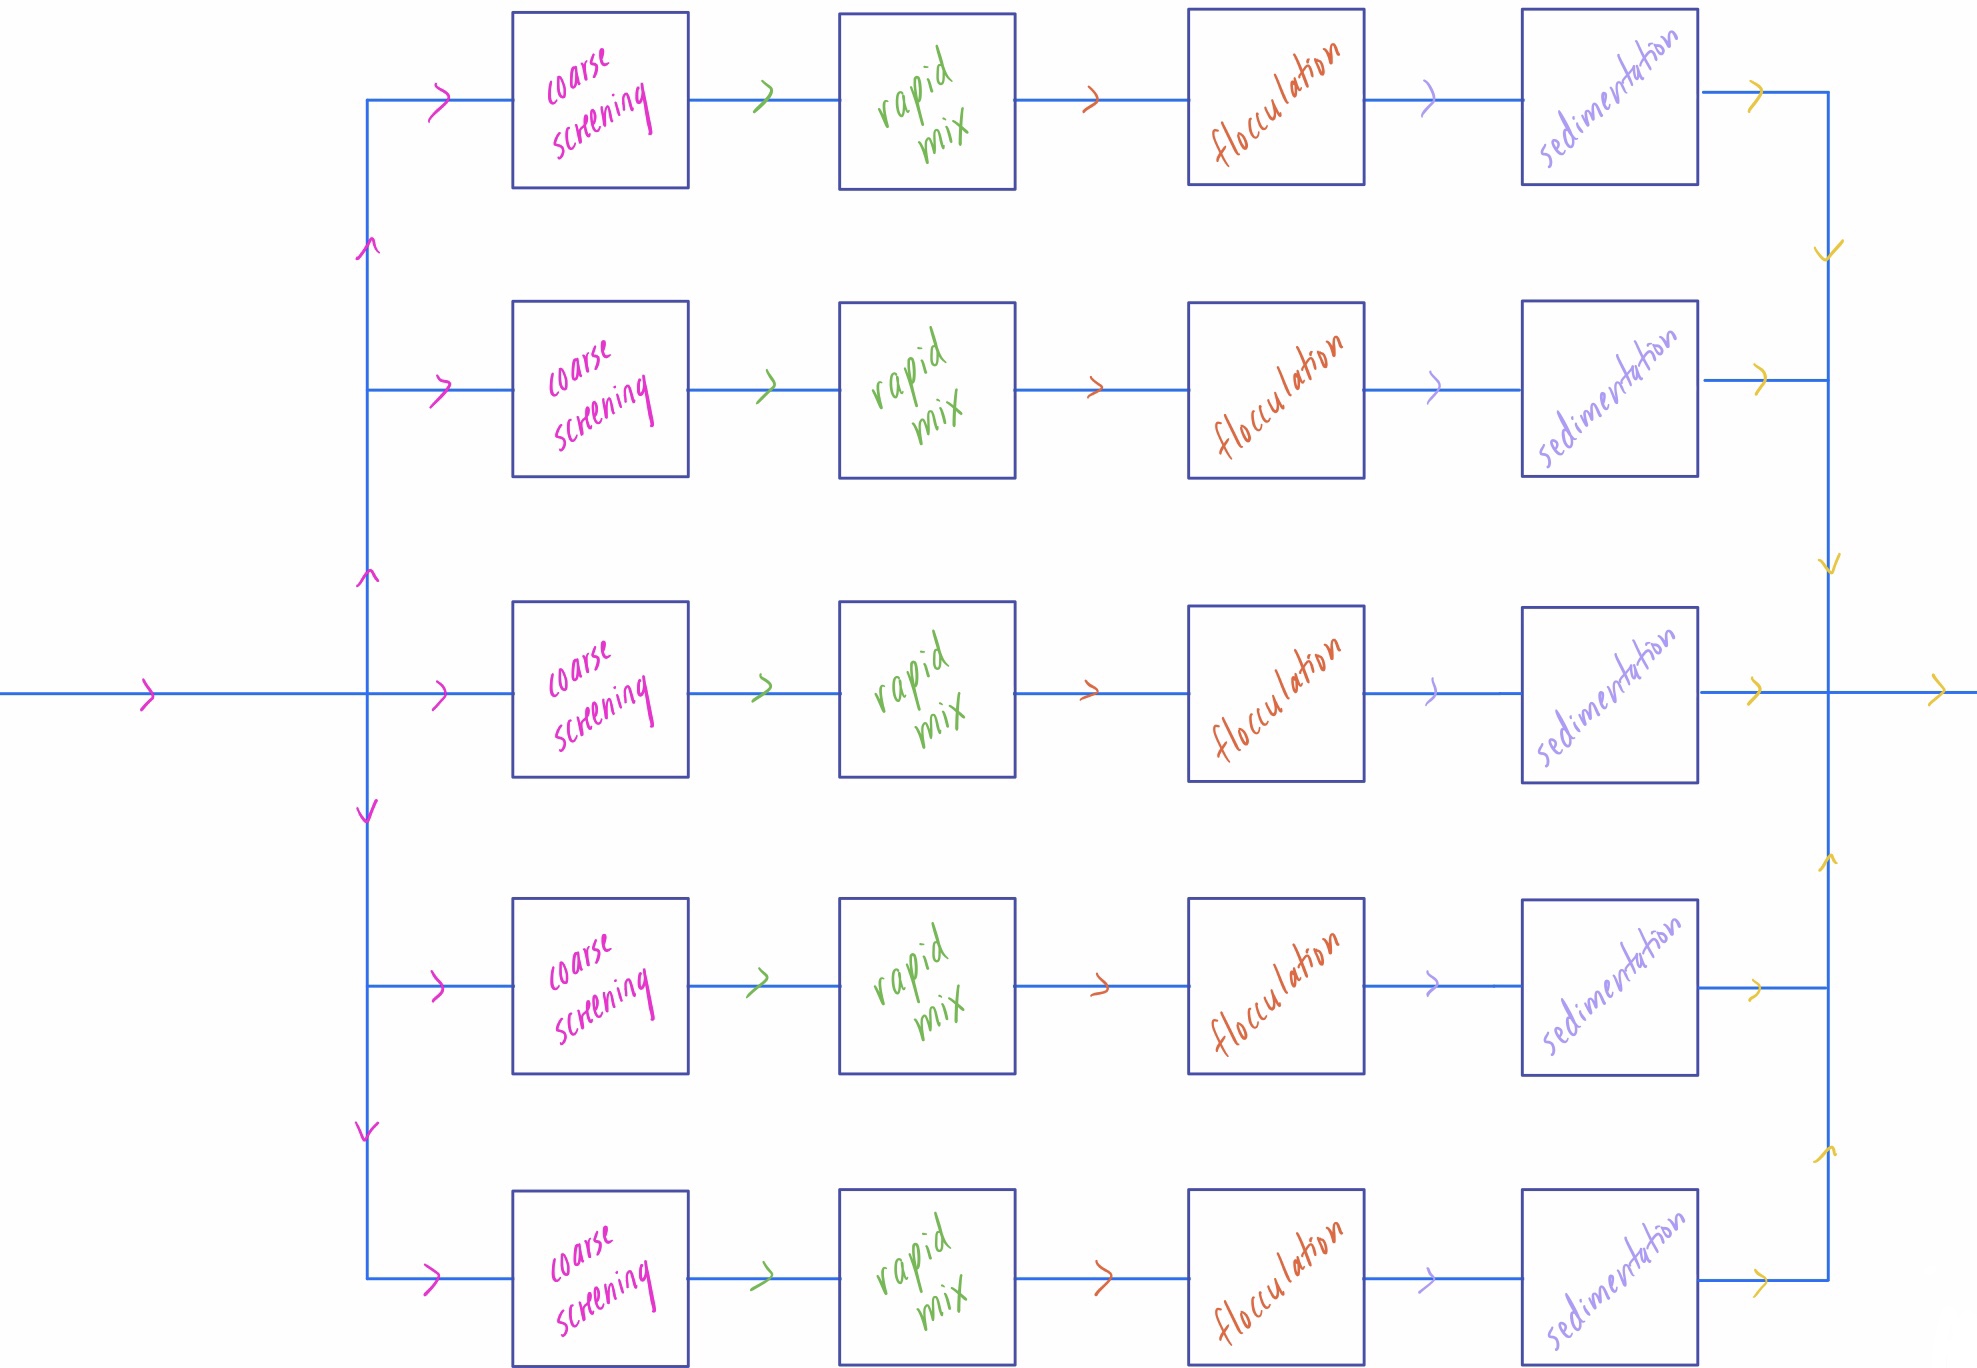 coarse
screening
rapid
mix
flocculation
sedimentation
coarse
screening
rapid
mix
flocculation
sedimentation
coarse
screening
rapid
mix
flocculation
sedimentation
coarse
screening
rapid
mix
flocculation
sedimentation
coarse
screening
rapid
mix
flocculation
sedimentation